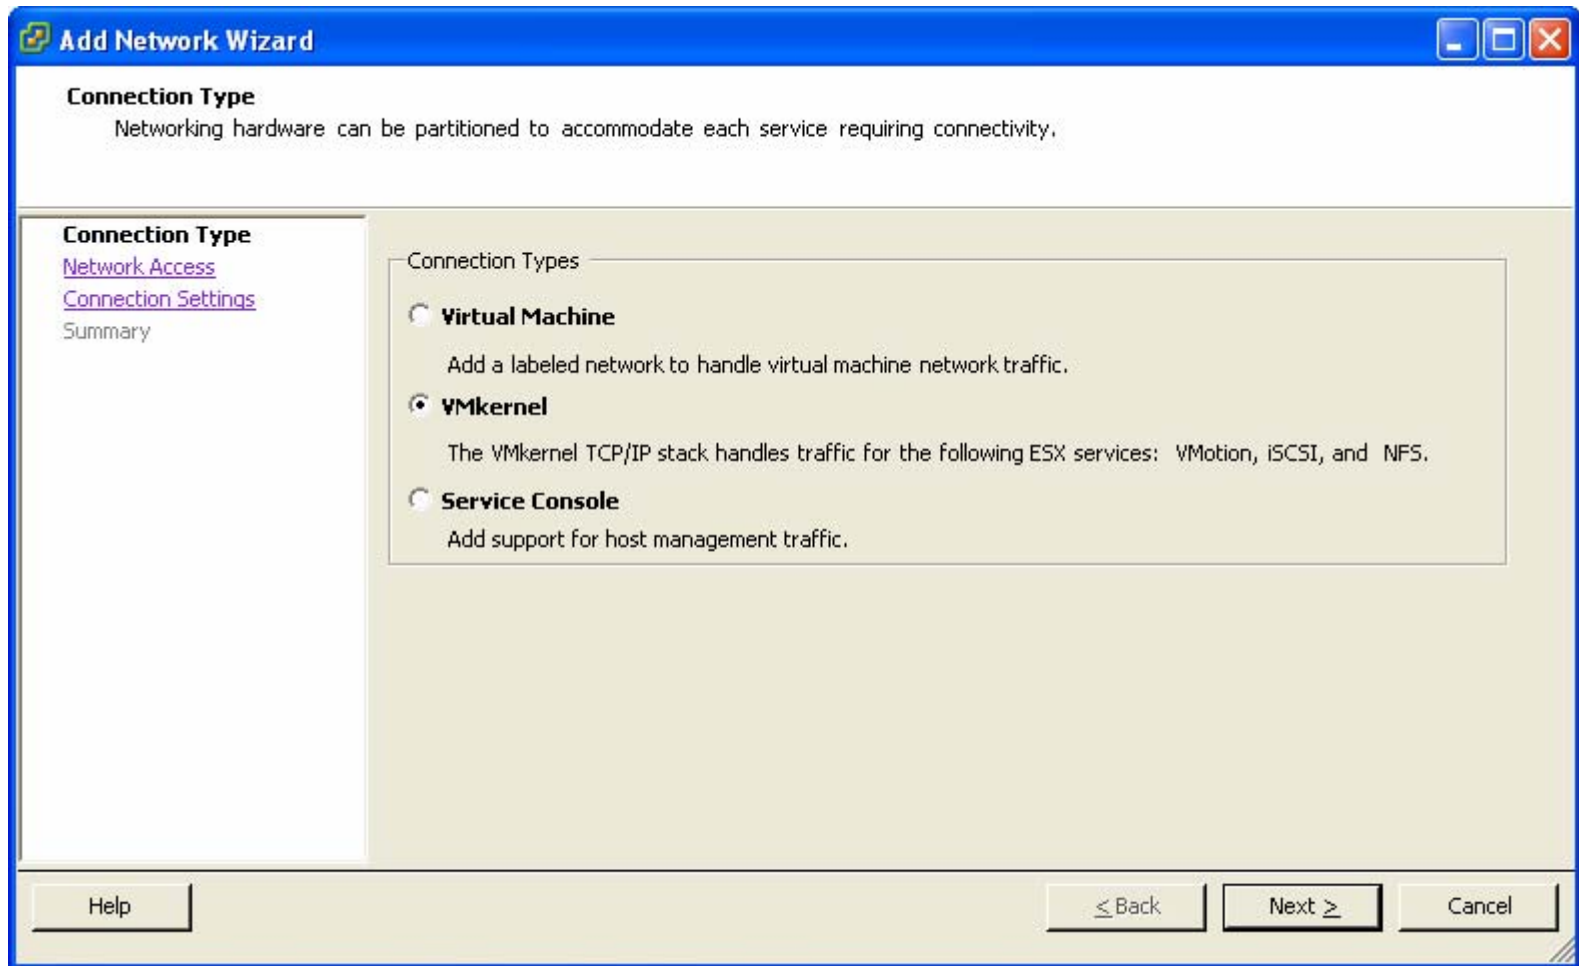 Add Network Wizard
Connection Type
Networking hardware can be partitioned to accommodate each service requiring connectivity.
Connection Type
Network Access
Connection Settings
Summary
Connection Types
Virtual Machine
Add a labeled network to handle virtual machine network traffic.
VMkernel
The VMkernel TCP/IP stack handles traffic for the following ESX services: VMotion, iSCSI, and NFS.
Service Console
Add support for host management traffic.
Help
< Back
Next >
Cancel